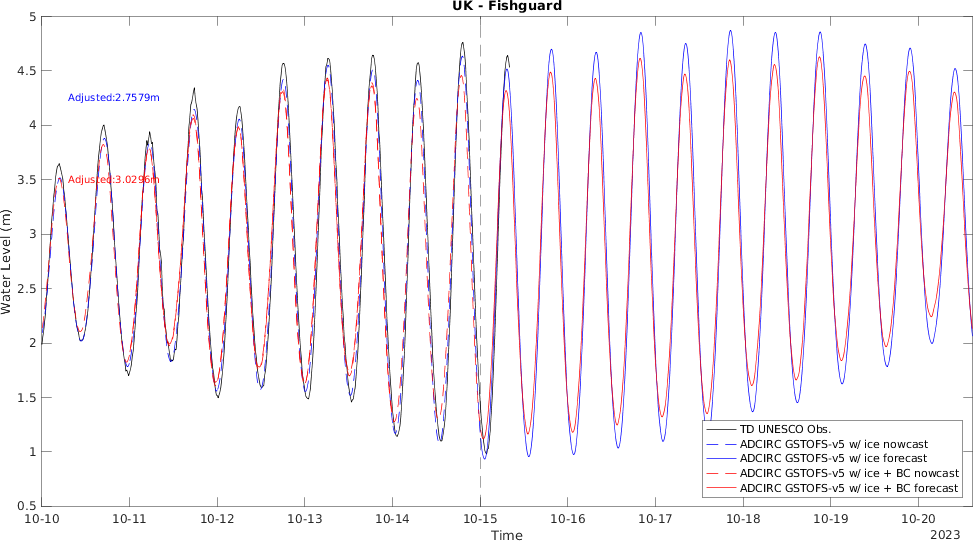 UK - Fishguard
5
4.5
4
3.5
3
2.5
2
1.5
1
0.5
Water Level (m)
Adjusted:2.7579m
Adjusted:3.0296m
TD UNESCO Obs.
ADCIRC GSTOFS-v5 w/ ice nowcast
ADCIRC GSTOFS-v5 w/ ice forecast
ADCIRC GSTOFS-v5 w/ ice + BC nowcast
ADCIRC GSTOFS-v5 w/ ice + BC forecast
10-10 10-11 10-12 10-13 10-14 10-15 10-16 10-17 10-18 10-19 10-20
Time
2023